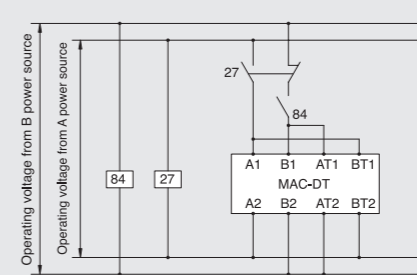 Operating voltage from B power source
Operating voltage from A power source
27
84
84
27
A1 B1 AT1 BT1
MAC-DT
A2 B2 AT2 BT2